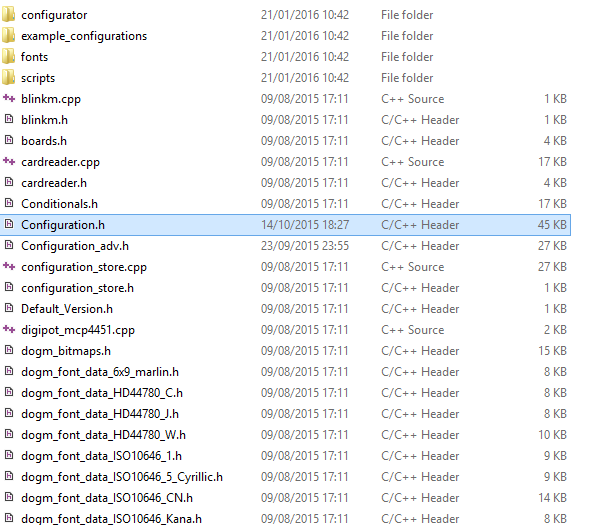 configurator 21/01/2016 10:42 File folder
example_configurations 21/01/2016 10:42 File folder
fonts 21/01/2016 10:42 File folder
scripts 21/01/2016 10:42 File folder
blinkm.cpp 09/08/2015 17:11 C++ Source 1 KB
blinkm.h 09/08/2015 17:11 C/C++ Header 1 KB
boards.h 09/08/2015 17:11 C/C++ Header 4 KB
cardreader.cpp 09/08/2015 17:11 C++ Source 17 KB
cardreader.h 09/08/2015 17:11 C/C++ Header 4 KB
Conditionals.h 09/08/2015 17:11 C/C++ Header 17 KB
Configuration.h 14/10/2015 18:27 C/C++ Header 45 KB
Configuration_adv.h 23/09/2015 23:55 C/C++ Header 27 KB
configuration_store.cpp 09/08/2015 17:11 C++ Source 27 KB
configuration_store.h 09/08/2015 17:11 C/C++ Header 1 KB
Default_Version.h 09/08/2015 17:11 C/C++ Header 1 KB
digipot_mcp4451.cpp 09/08/2015 17:11 C++ Source 2 KB
dogm_bitmaps.h 09/08/2015 17:11 C/C++ Header 15 KB
dogm_font_data_6x9_marlin.h 09/08/2015 17:11 C/C++ Header 8 KB
dogm_font_data_HD44780_C.h 09/08/2015 17:11 C/C++ Header 8 KB
dogm_font_data_HD44780_J.h 09/08/2015 17:11 C/C++ Header 8 KB
dogm_font_data_HD44780_W.h 09/08/2015 17:11 C/C++ Header 10 KB
dogm_font_data_ISO10646_1.h 09/08/2015 17:11 C/C++ Header 9 KB
dogm_font_data_ISO10646_5_Cyrillic.h 09/08/2015 17:11 C/C++ Header 9 KB
dogm_font_data_ISO10646_CN.h 09/08/2015 17:11 C/C++ Header 14 KB
dogm_font_data_ISO10646_Kana.h 09/08/2015 17:11 C/C++ Header 8 KB